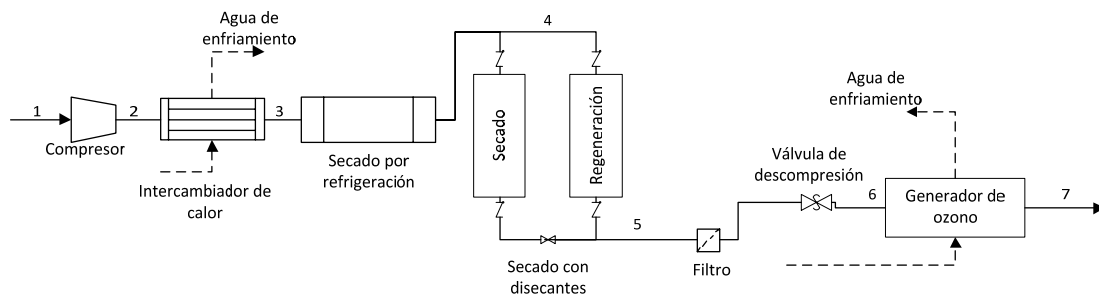 Agua de
enfriamiento
1
2
3
Compresor
Intercambiador de
calor
Secado por
refrigeración
4
Secado
Regeneración
5
Secado con
disecantes
Filtro
Válvula de
descompresión
6
Agua de
enfriamiento
Generador de
ozono
7